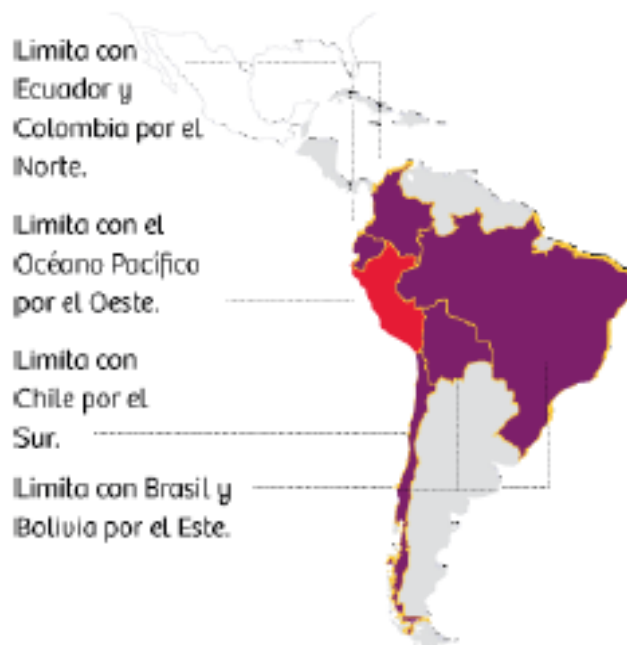 Limita con
Ecuador y
Colombia por el
Norte.
Limita con el
Océano Pacífico
por el Oeste.
Limita con
Chile por el
Sur.
Limita con Brasil y
Bolivia por el Este.